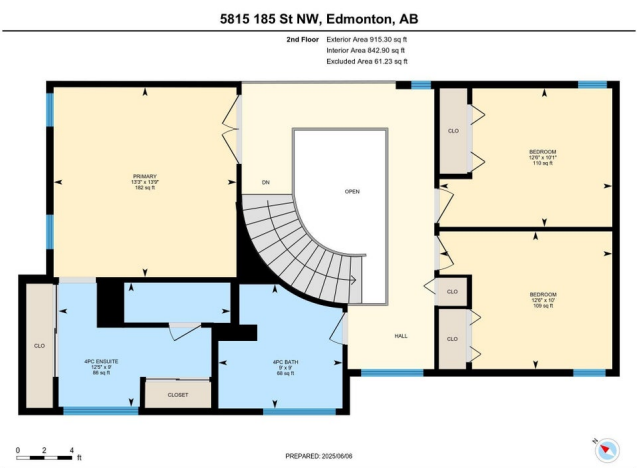 5815 185 St NW, Edmonton, AB
2nd Floor Exterior Area 915.30 sq ft
Interior Area 842.90 sq ft
Excluded Area 61.23 sq ft
PRIMARY
13'3" x 13'9"
182 sq ft
DN
OPEN
CLO
BEDROOM
12'6" x 10'1"
110 sq ft
BEDROOM
12'6" x 10'
109 sq ft
CLO
CLO
HALL
CLO
4PC ENSUITE
12'5" x 9'
86 sq ft
CLOSET
4PC BATH
9' x 9'
68 sq ft
0 2 4
ft
PREPARED: 2025/06/06
N